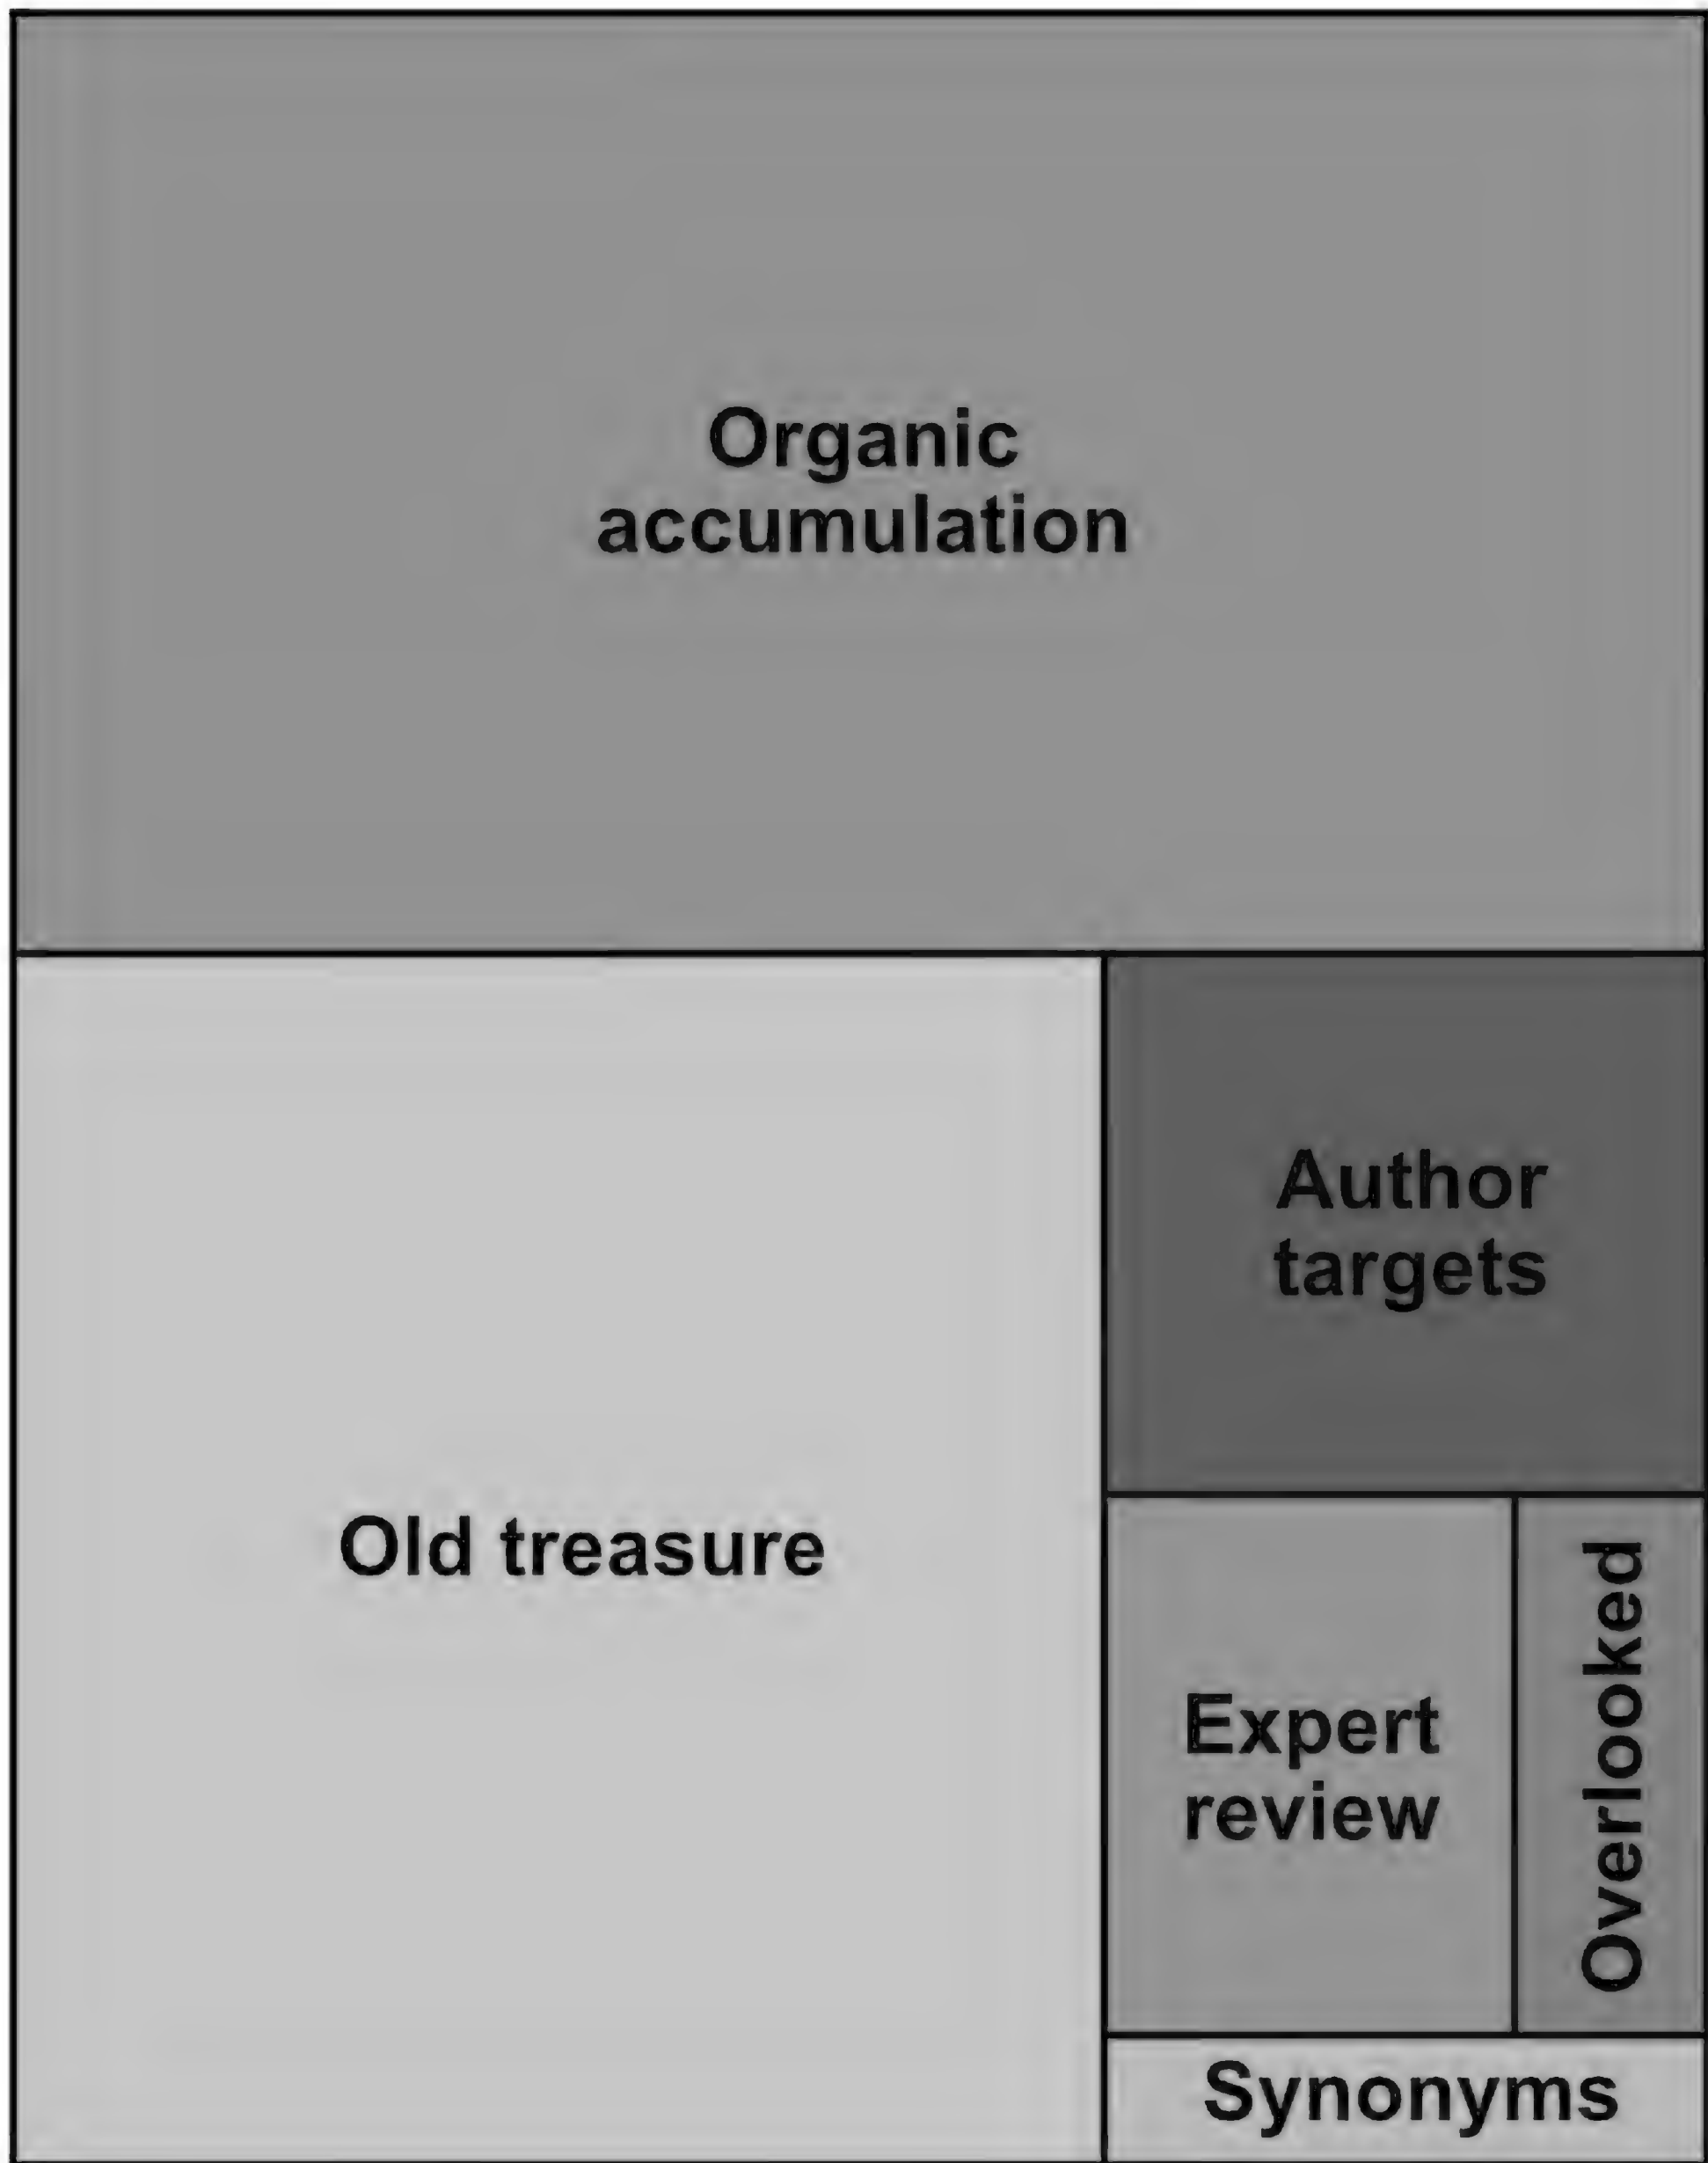 Organic
accumulation
Old treasure
Author
targets
Expert
review
Overlooked
Synonyms